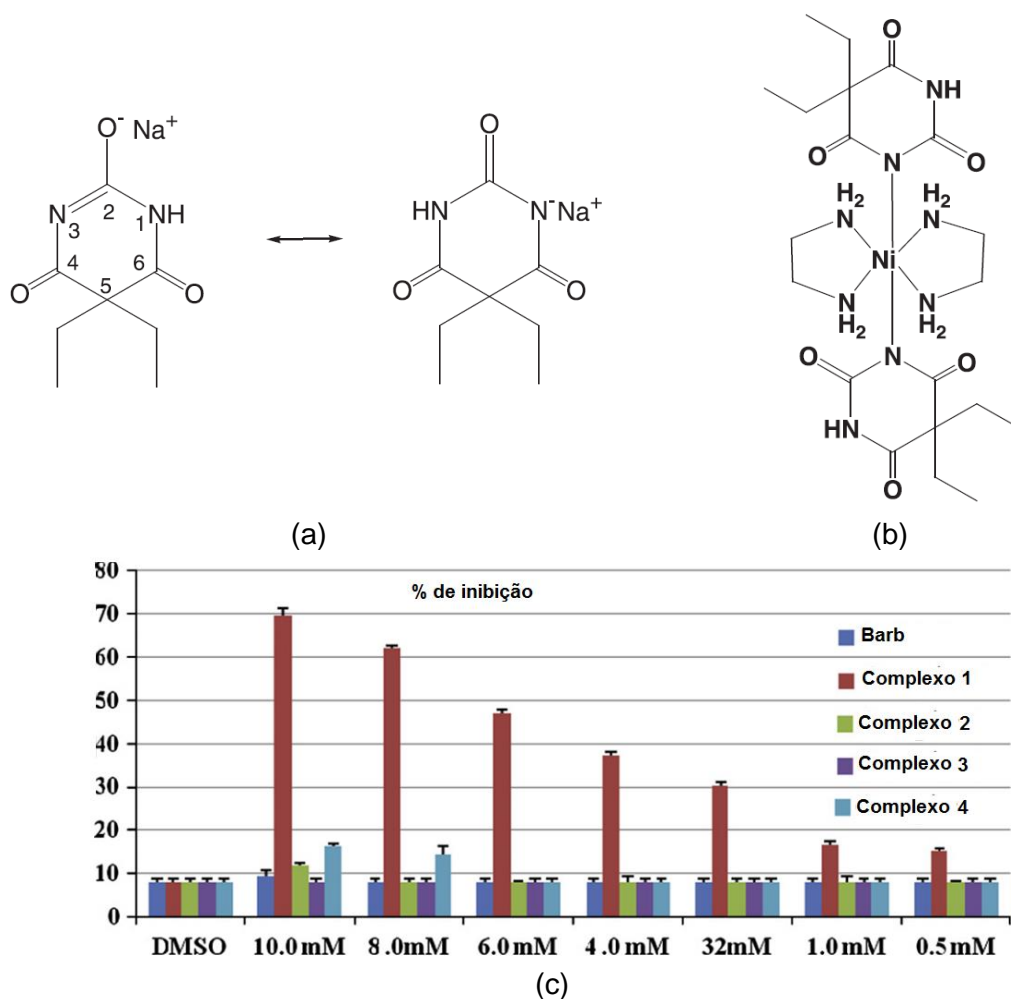 O- Na+
O
N
3
2
1
NH
HN
N-Na+
4
5
6
O
O
O
O
(a)
O
NH
O
N
O
H2
N
H2
N
Ni
N
H2
N
H2
O
N
O
HN
O
(b)
% de inibição
80
70
60
50
40
30
20
10
0
Barb
Complexo 1
Complexo 2
Complexo 3
Complexo 4
DMSO 10.0 mM 8.0mM 6.0 mM 4 .0 mM 32mM 1.0 mM 0.5 mM
(c)